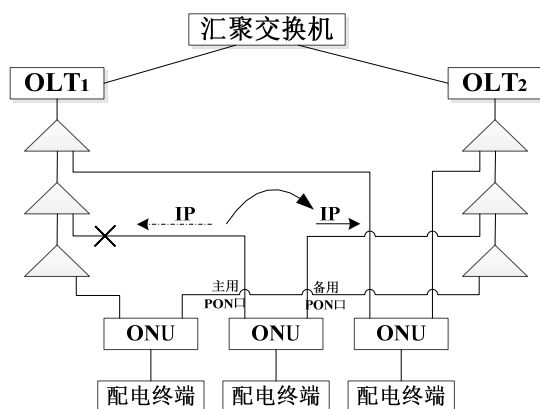 汇聚交换机
OLT1
OLT2
IP
IP
主用
PON口
备用
PON口
ONU
ONU
ONU
配电终端
配电终端
配电终端